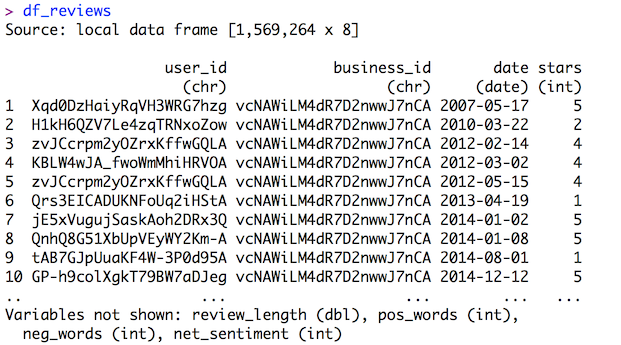 > df_reviews
Source: local data frame [1,569,264 x 8]
user_id business_id date stars
(chr) (chr) (date) (int)
1 Xqd0DzHaiyRqVH3WRG7hzg vcNAWiLM4dR7D2nwwJ7nCA 2007-05-17 5
2 H1kH6QZV7Le4zqTRNxoZow vcNAWiLM4dR7D2nwwJ7nCA 2010-03-22 2
3 zvJCcrpm2yOZrxKffwGQLA vcNAWiLM4dR7D2nwwJ7nCA 2012-02-14 4
4 KBLW4wJA_fwoWmMhiHRVOA vcNAWiLM4dR7D2nwwJ7nCA 2012-03-02 4
5 zvJCcrpm2yOZrxKffwGQLA vcNAWiLM4dR7D2nwwJ7nCA 2012-05-15 4
6 Qrs3EICADUKNFoUq2iHStA vcNAWiLM4dR7D2nwwJ7nCA 2013-04-19 1
7 jE5xVugujSaskAoh2DRx3Q vcNAWiLM4dR7D2nwwJ7nCA 2014-01-02 5
8 QnhQ8G51XbUpVEyWY2Km-A vcNAWiLM4dR7D2nwwJ7nCA 2014-01-08 5
9 tAB7GJpUuaKF4W-3P0d95A vcNAWiLM4dR7D2nwwJ7nCA 2014-08-01 1
10 GP-h9colXgkT79BW7aDJeg vcNAWiLM4dR7D2nwwJ7nCA 2014-12-12 5
.. ... ... ... ...
Variables not shown: review_length (dbl), pos_words (int),
neg_words (int), net_sentiment (int)